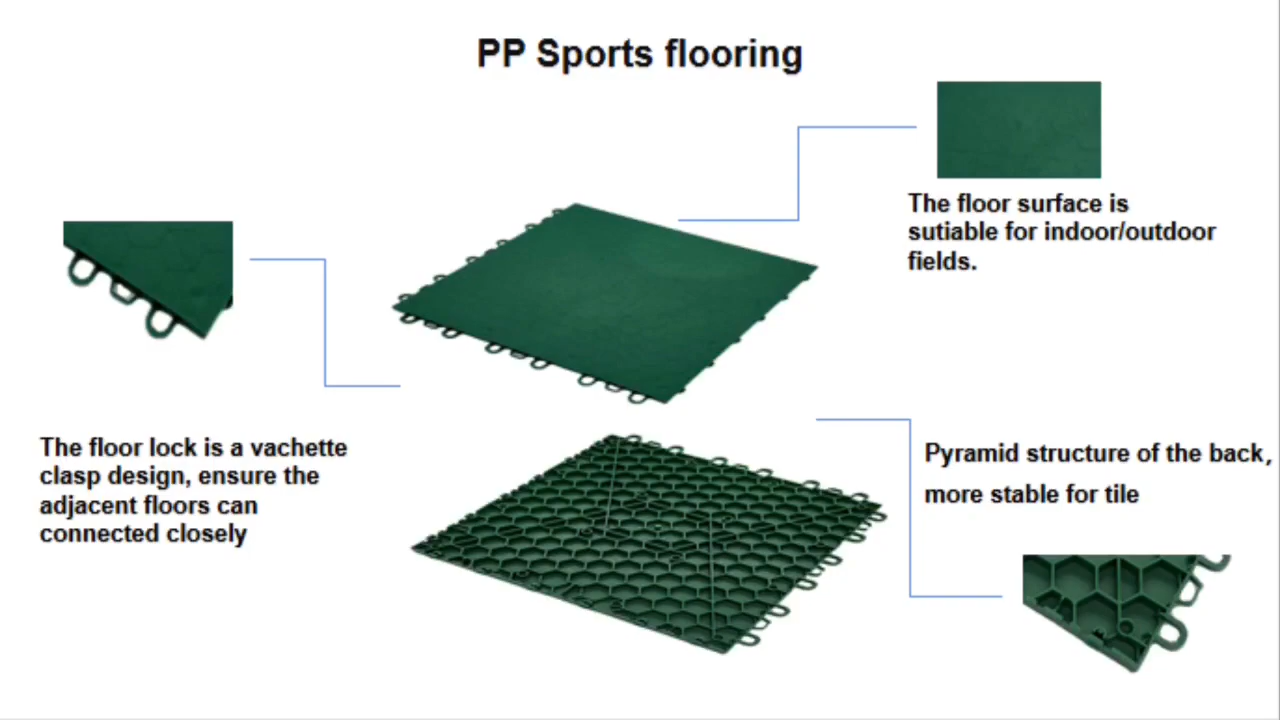 PP Sports flooring
The floor surface is
sutiable for indoor/outdoor
fields.
The floor lock is a vachette
clasp design, ensure the
adjacent floors can
connected closely
Pyramid structure of the back,
more stable for tile